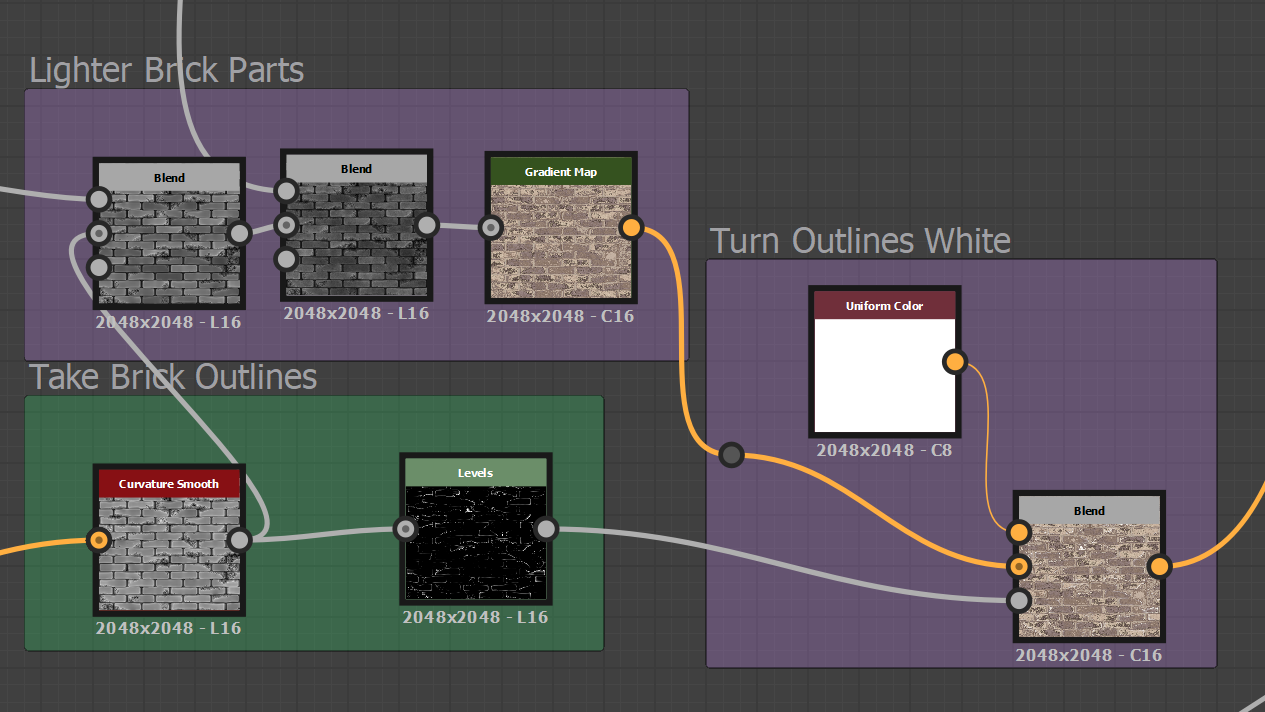 Lighter Brick Parts
Blend
2048x2048 - L16
Blend
2048x2048 - L16
Gradient Map
2048x2048 - C16
Turn Outlines White
Uniform Color
2048x2048 - C8
Blend
2048x2048 - C16
Take Brick Outlines
Curvature Smooth
2048x2048 - L16
Levels
2048x2048 - L16